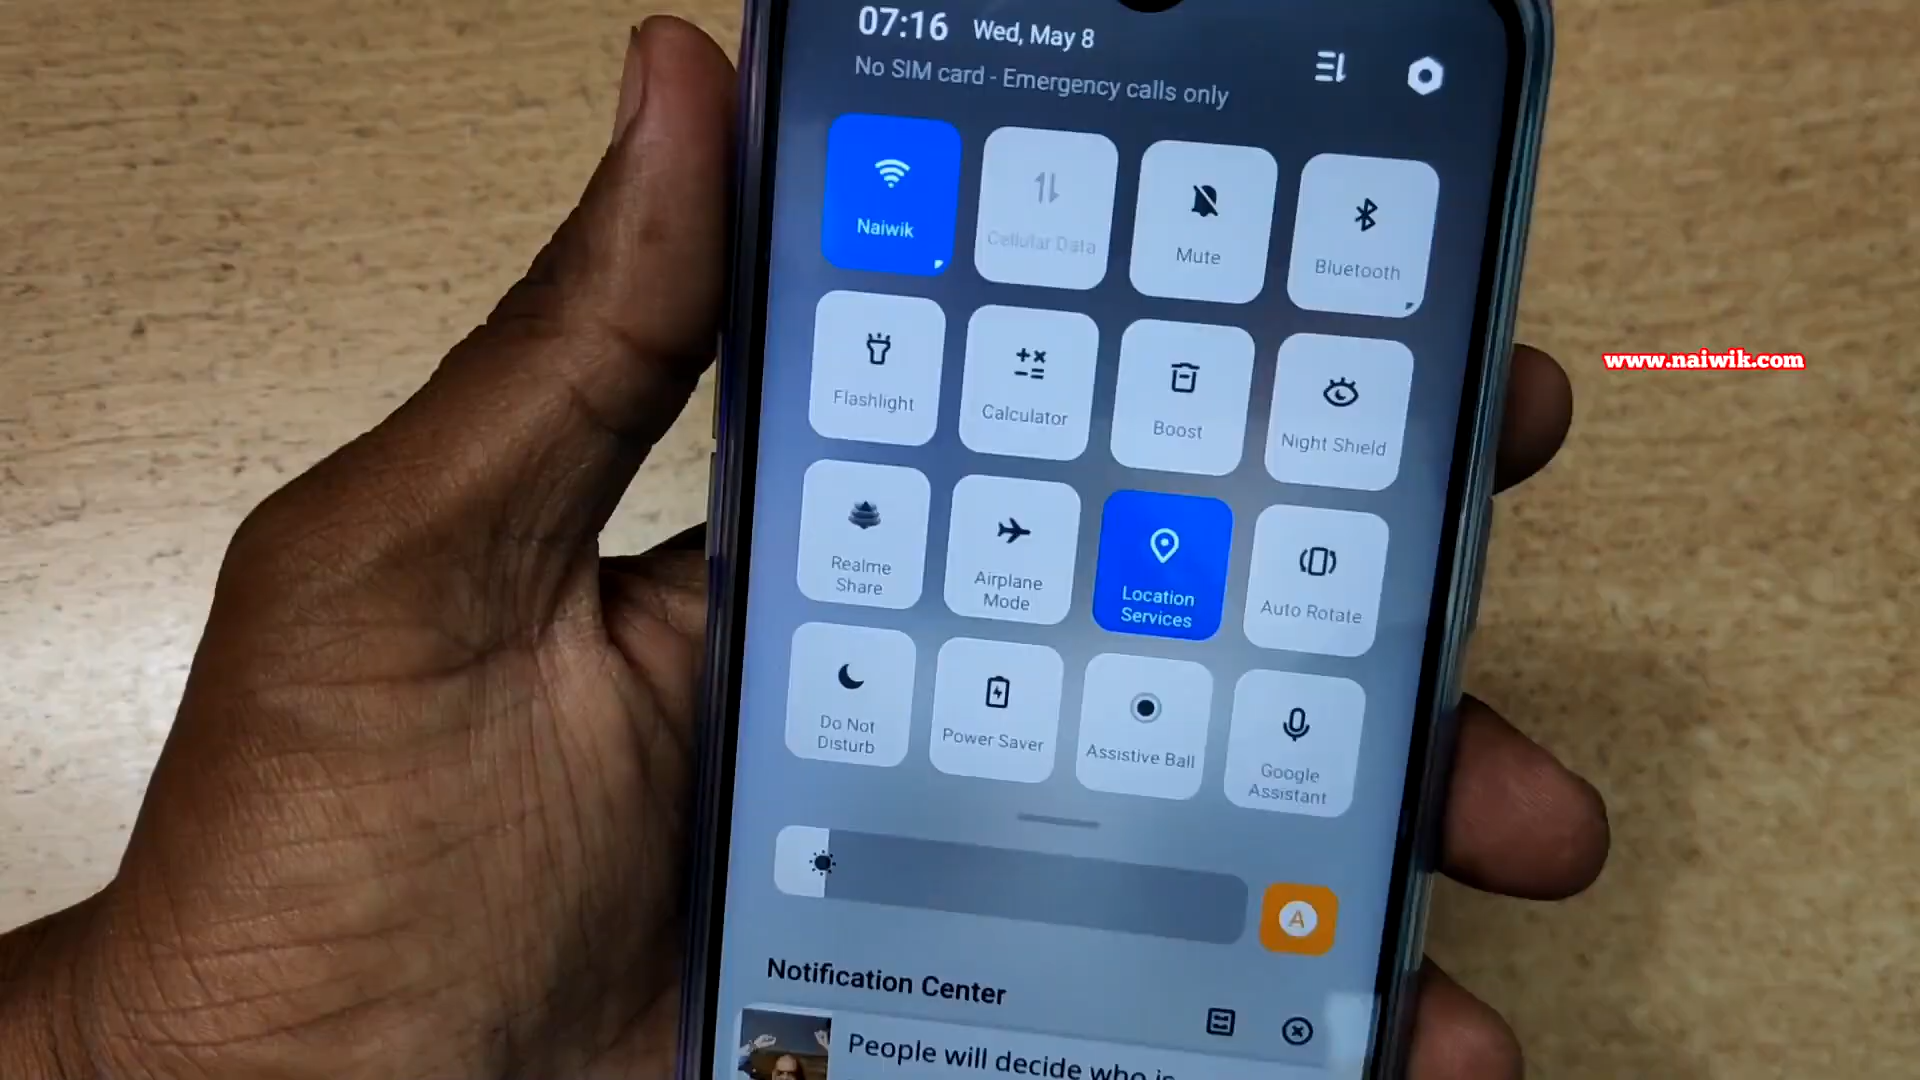 07:16 Wed, May 8
No SIM card - Emergency calls only
Naiwik
Cellular Data
Mute
Bluetooth
www.naiwik.com
Flashlight
Calculator
Boost
Night Shield
Realme
Share
Airplane
Mode
Location
Services
Auto Rotate
Do Not
Disturb
Power Saver
Assistive Ball
Google
Assistant
A
Notification Center
People will decide who is